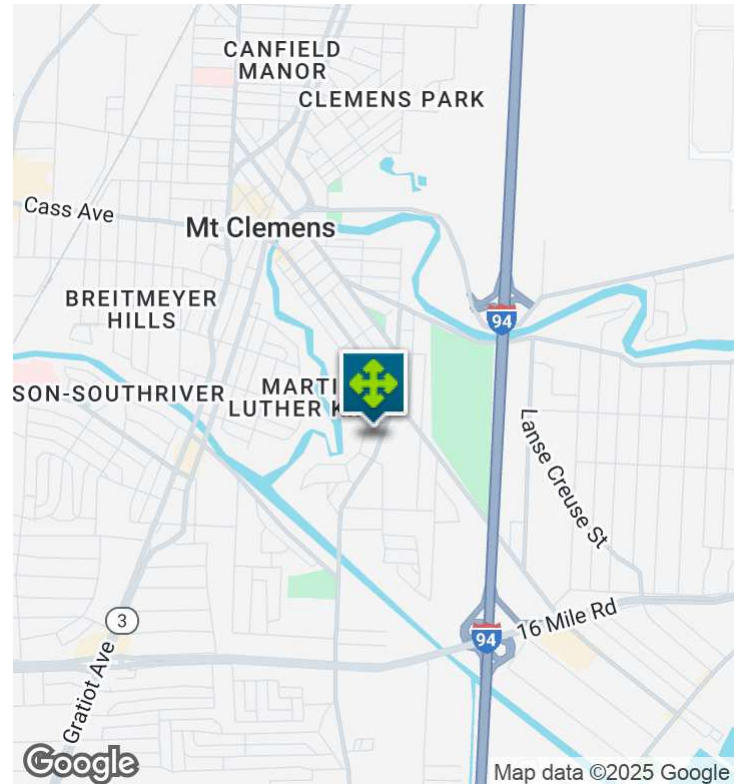 CANFIELD
MANOR
CLEMENS PARK
Cass Ave
Mt Clemens
BREITMEYER
HILLS
94
SON-SOUTHRIVER
MARTI
LUTHER K
Lanse Creuse St
3
16 Mile Rd
94
Gratiot Ave
Google
Map data ©2025 Google